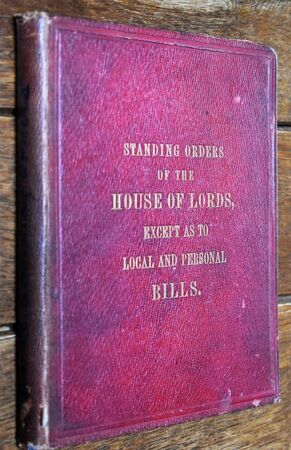 STANDING ORDERS
OF THE
HOUSE OF LORDS,
EXCEPT AS TO
LOCAL AND PERSONAL
BILLS.